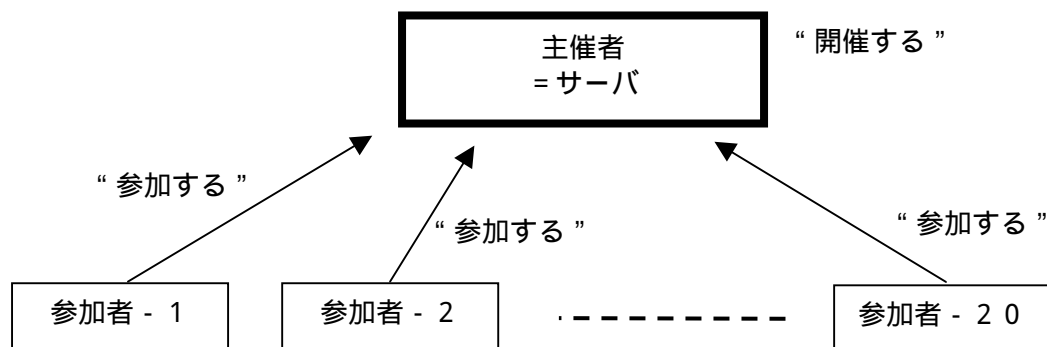 主催者
“ 開催する ”
= サーバ
“ 参加する ”
“ 参加する ”
“ 参加する ”
参加者 - 1
参加者 - 2
参加者 - 2 0